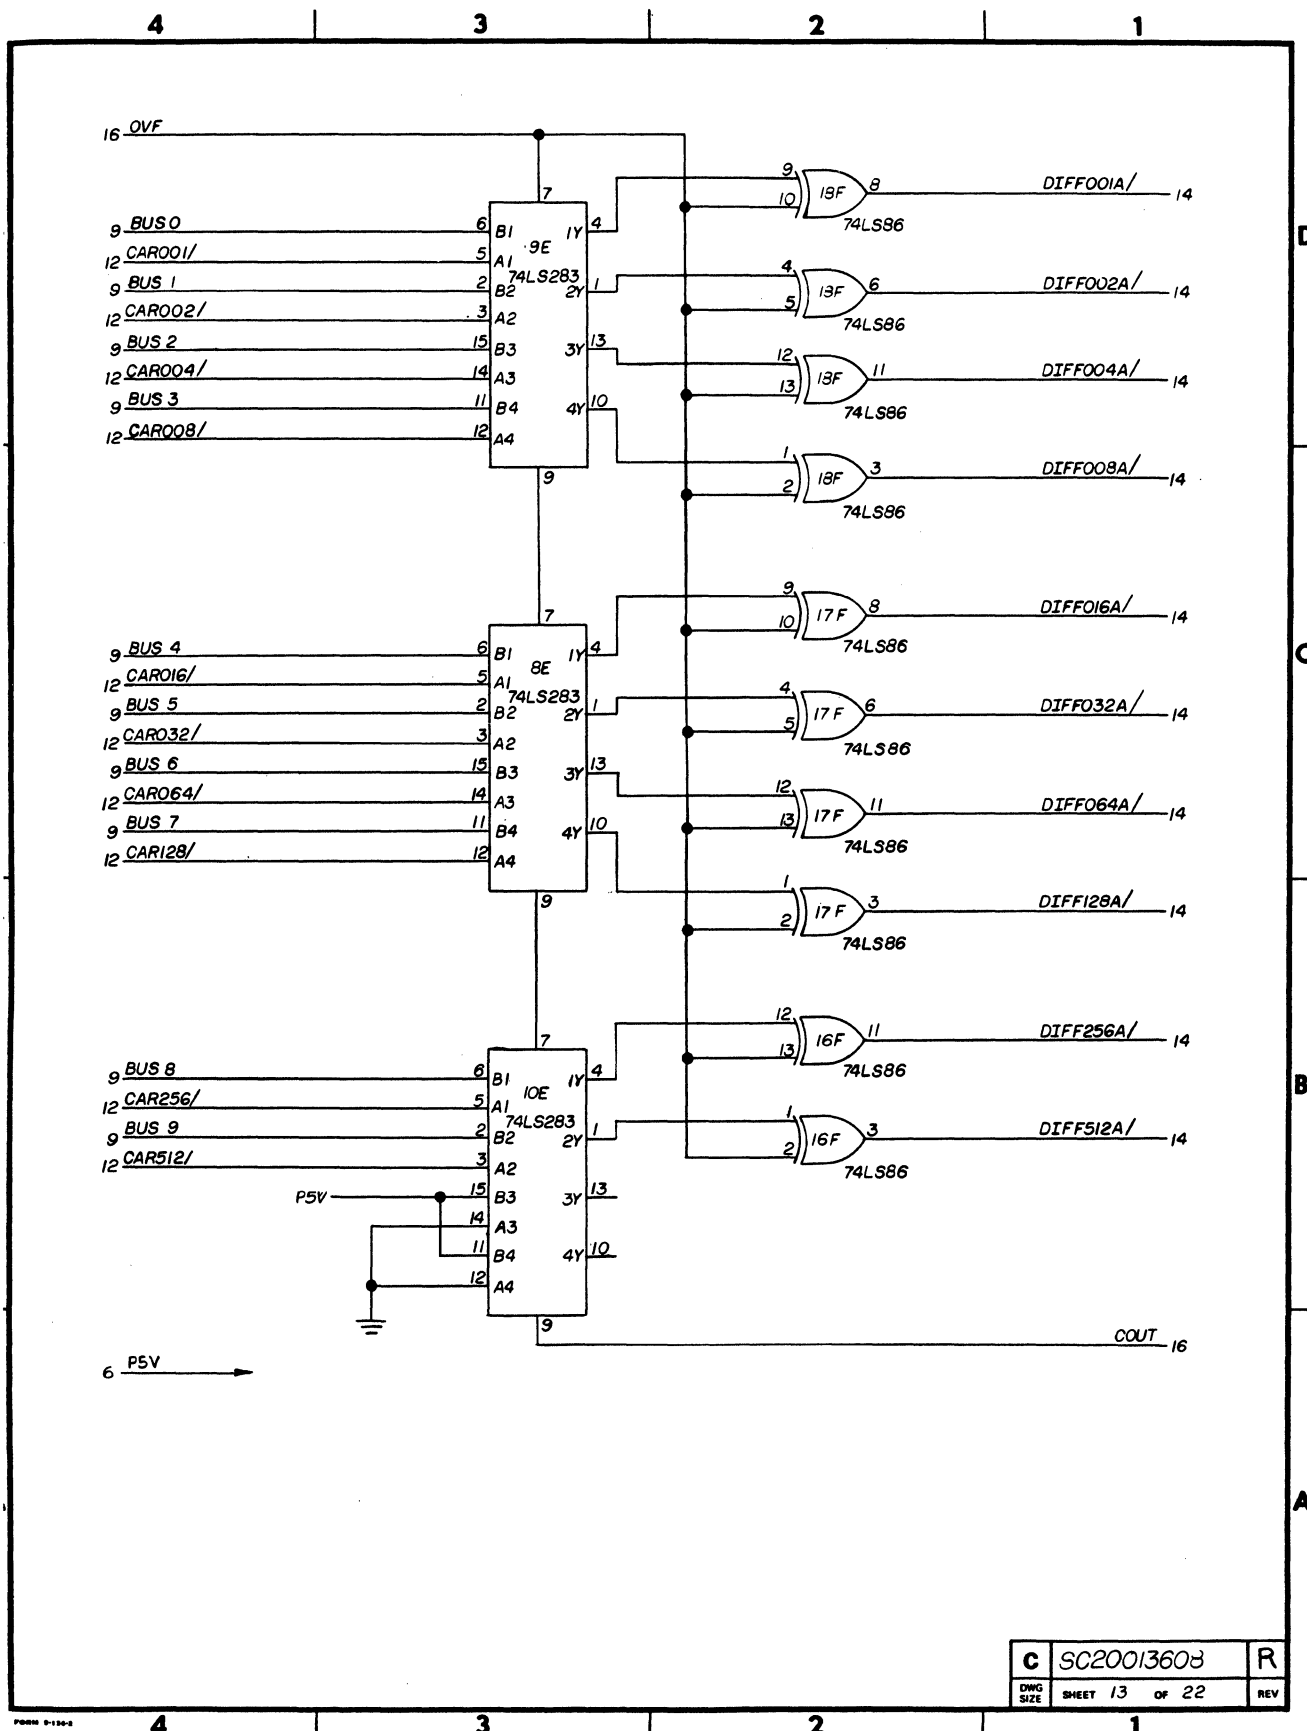 4 3 2 1
16 OVF
7
9 8
18F
10
74LS86
DIFF001A/ 14
9 BUS 0 6 B1 1Y 4
9E
12 CAR001/ 5 A1
74LS283
9 BUS 1 2 B2 2Y 1
4 6
18F
5
74LS86
DIFF002A/ 14
12 CAR002/ 3 A2
9 BUS 2 15 B3 3Y 13
12 11
18F
13
74LS86
DIFF004A/ 14
12 CAR004/ 14 A3
9 BUS 3 11 B4 4Y 10
12 CAR008/ 12 A4
9
1 3
18F
2
74LS86
DIFF008A/ 14
D
7
9 8
17F
10
74LS86
DIFF016A/ 14
9 BUS 4 6 B1 1Y 4
8E
12 CAR016/ 5 A1
74LS283
9 BUS 5 2 B2 2Y 1
4 6
17F
5
74LS86
DIFF032A/ 14
12 CAR032/ 3 A2
9 BUS 6 15 B3 3Y 13
12 11
17F
13
74LS86
DIFF064A/ 14
12 CAR064/ 14 A3
9 BUS 7 11 B4 4Y 10
12 CAR128/ 12 A4
9
1 3
17F
2
74LS86
DIFF128A/ 14
C
7
12 11
16F
13
74LS86
DIFF256A/ 14
9 BUS 8 6 B1 1Y 4
10E
12 CAR256/ 5 A1
74LS283
9 BUS 9 2 B2 2Y 1
1 3
16F
2
74LS86
DIFF512A/ 14
B
12 CAR512/ 3 A2
P5V 15 B3 3Y 13
14 A3
11 B4 4Y 10
12 A4
9
COUT 16
6 P5V
A
C SC20013608 R
DWG SIZE SHEET 13 OF 22 REV
4 3 2 1